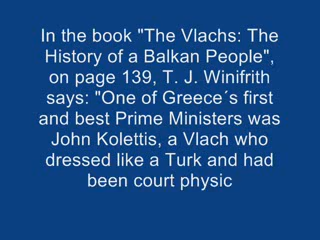 In the book "The Vlachs: The
History of a Balkan People",
on page 139, T. J. Winifrith
says: "One of Greece´s first
and best Prime Ministers was
John Kolettis, a Vlach who
dressed like a Turk and had
been court physic